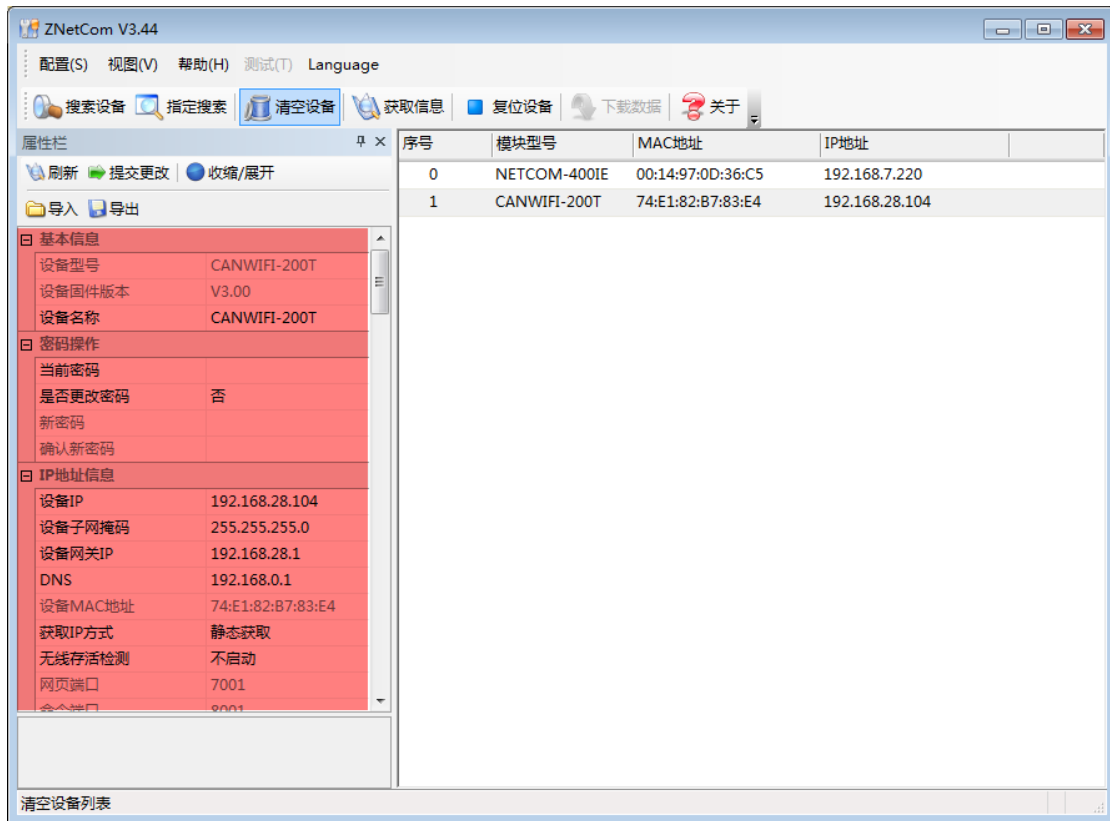 ZNetCom V3.44
配置(S) 视图(V) 帮助(H) 测试(T) Language
搜索设备 指定搜索 清空设备 获取信息 复位设备 下载数据 关于
属性栏
刷新 提交更改 收缩/展开
导入 导出
基本信息
设备型号 CANWIFI-200T
设备固件版本 V3.00
设备名称 CANWIFI-200T
密码操作
当前密码
是否更改密码 否
新密码
确认新密码
IP地址信息
设备IP 192.168.28.104
设备子网掩码 255.255.255.0
设备网关IP 192.168.28.1
DNS 192.168.0.1
设备MAC地址 74:E1:82:B7:83:E4
获取IP方式 静态获取
无线存活检测 不启动
网页端口 7001
命令端口 8001
序号 模块型号 MAC地址 IP地址
0 NETCOM-400IE 00:14:97:0D:36:C5 192.168.7.220
1 CANWIFI-200T 74:E1:82:B7:83:E4 192.168.28.104
清空设备列表